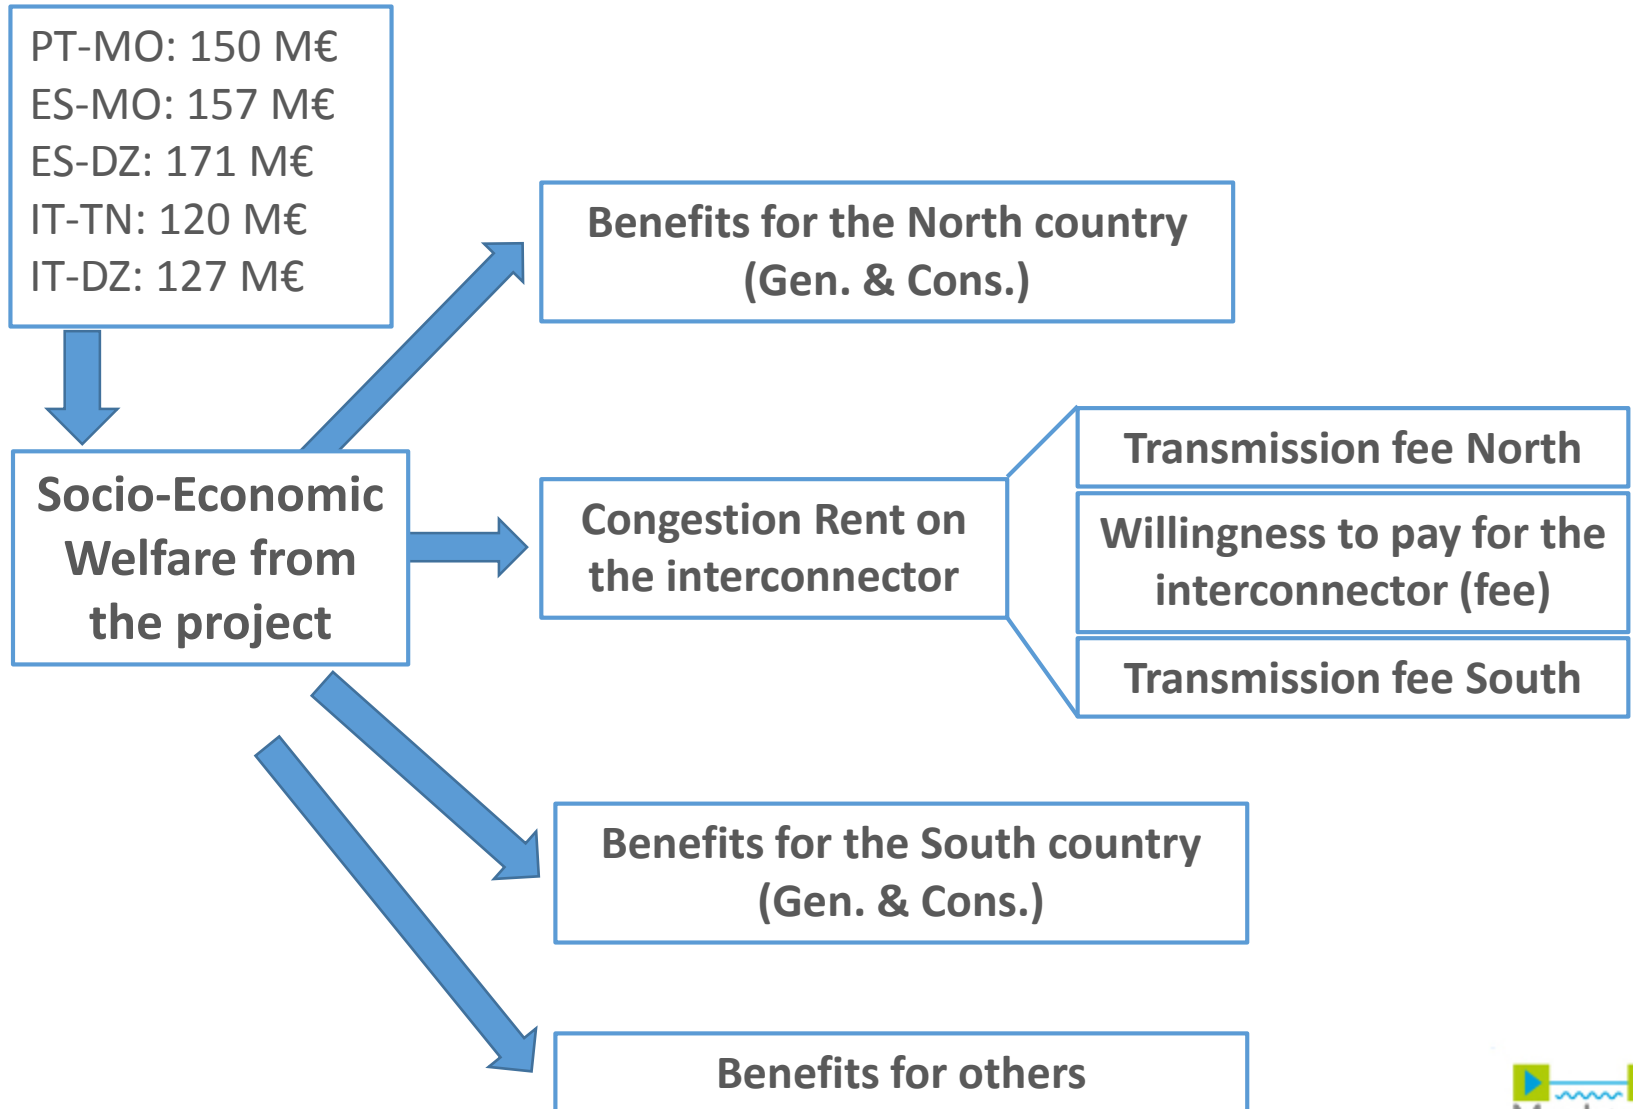 PT-MO: 150 M€
ES-MO: 157 M€
ES-DZ: 171 M€
IT-TN: 120 M€
IT-DZ: 127 M€
Benefits for the North country
(Gen. & Cons.)
Socio-Economic
Welfare from
the project
Congestion Rent on
the interconnector
Transmission fee North
Willingness to pay for the
interconnector (fee)
Transmission fee South
Benefits for the South country
(Gen. & Cons.)
Benefits for others